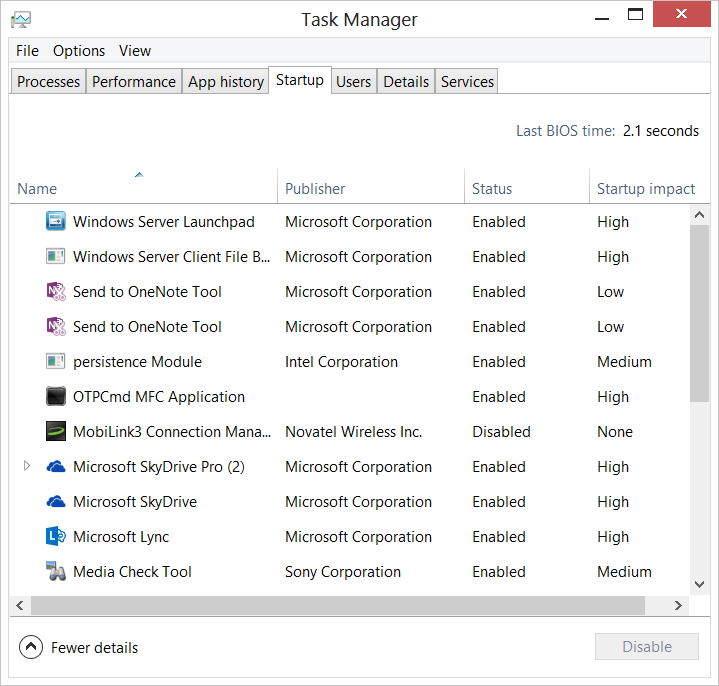 Task Manager
File Options View
Processes Performance App history Startup Users Details Services
Last BIOS time: 2.1 seconds
Name Publisher Status Startup impact
Windows Server Launchpad Microsoft Corporation Enabled High
Windows Server Client File B... Microsoft Corporation Enabled High
Send to OneNote Tool Microsoft Corporation Enabled Low
Send to OneNote Tool Microsoft Corporation Enabled Low
persistence Module Intel Corporation Enabled Medium
OTPCmd MFC Application Enabled High
MobiLink3 Connection Mana... Novatel Wireless Inc. Disabled None
Microsoft SkyDrive Pro (2) Microsoft Corporation Enabled High
Microsoft SkyDrive Microsoft Corporation Enabled High
Microsoft Lync Microsoft Corporation Enabled High
Media Check Tool Sony Corporation Enabled Medium
Fewer details Disable